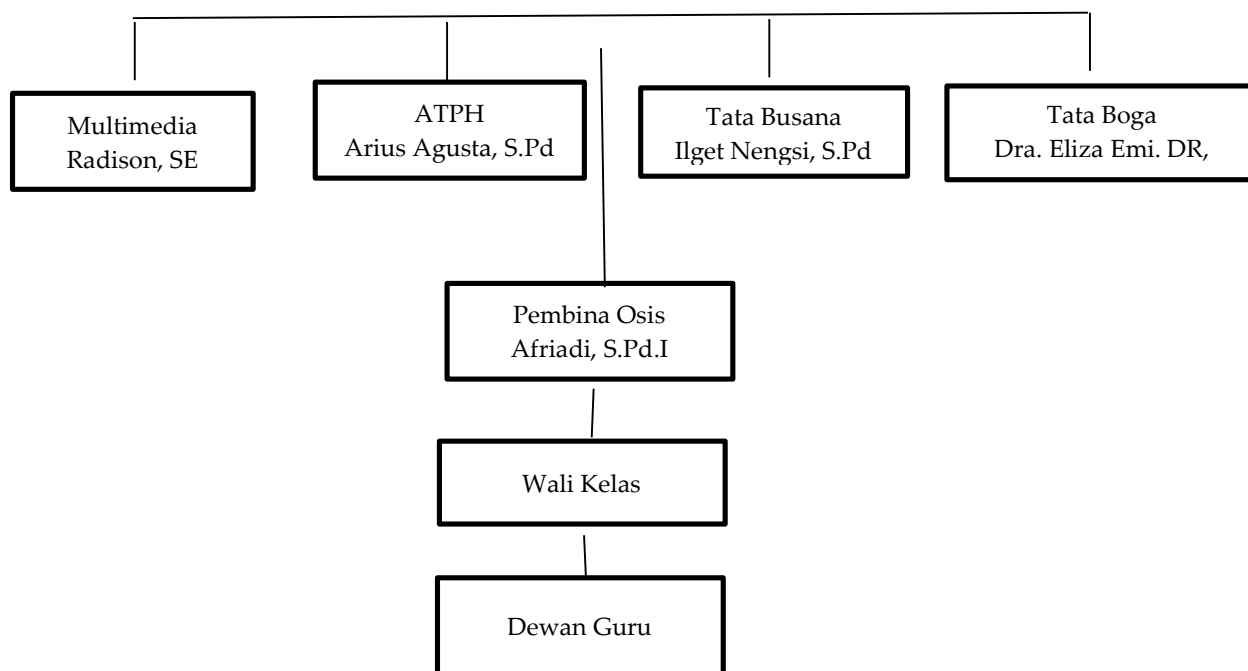 Multimedia
Radison, SE
ATPH
Arius Agusta, S.Pd
Tata Busana
Ilget Nengsi, S.Pd
Tata Boga
Dra. Eliza Emi. DR,
Pembina Osis
Afriadi, S.Pd.I
Wali Kelas
Dewan Guru